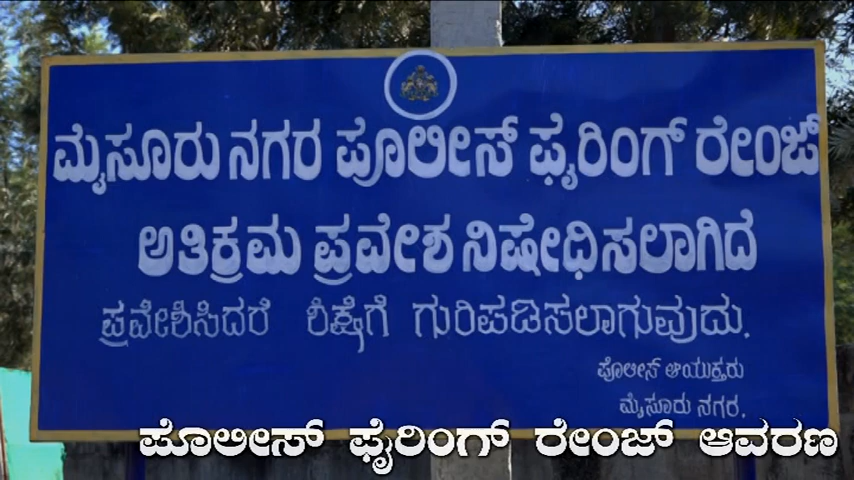 ಮೈಸೂರು ನಗರ ಪೊಲೀಸ್ ಫೈರಿಂಗ್ ರೇಂಜ್
ಅತಿಕ್ರಮ ಪ್ರವೇಶ ನಿಷೇಧಿಸಲಾಗಿದೆ
ಪ್ರವೇಶಿಸಿದರೆ ಶಿಕ್ಷೆಗೆ ಗುರಿಪಡಿಸಲಾಗುವುದು.
ಪೊಲೀಸ್ ಆಯುಕ್ತರು
ಮೈಸೂರು ನಗರ.
ಪೊಲೀಸ್ ಫೈರಿಂಗ್ ರೇಂಜ್ ಆವರಣ